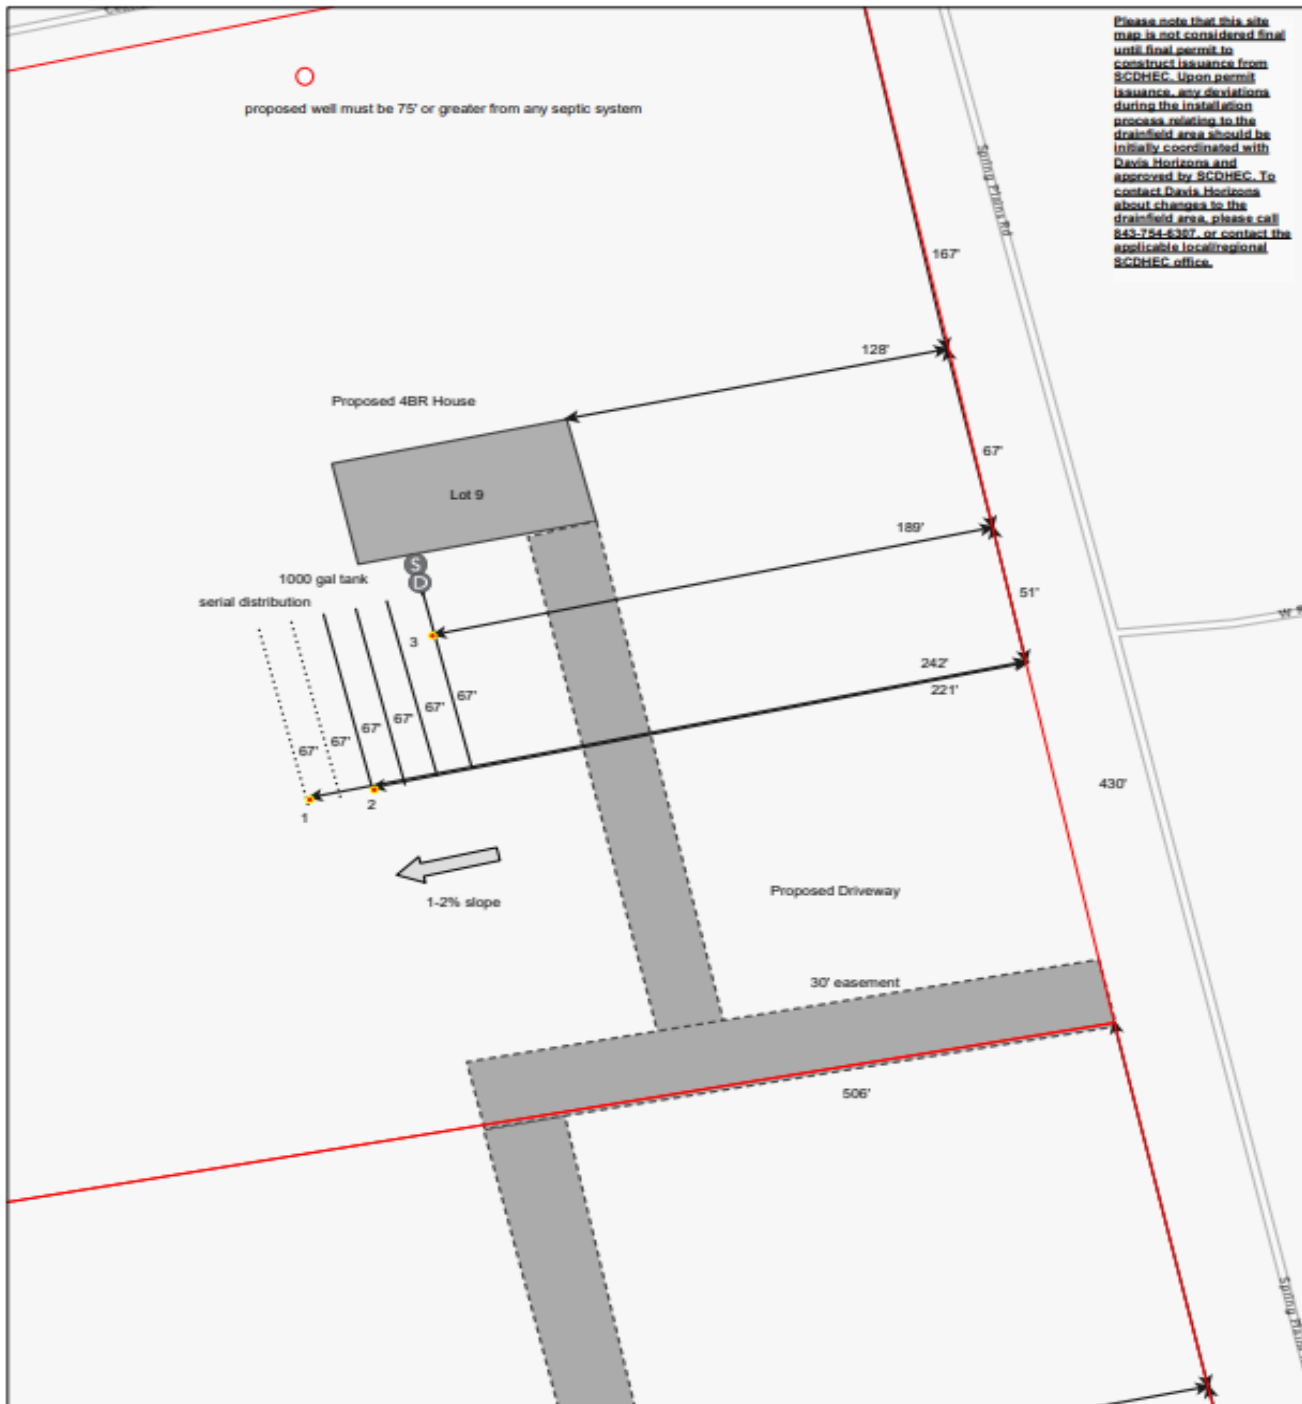 Please note that this site
map is not considered final
until final permit to
construct issuance from
SCDHEC. Upon permit
issuance, any deviations
during the installation
process relating to the
drainfield area should be
initially coordinated with
Davis Horizons and
approved by SCDHEC. To
contact Davis Horizons
about changes to the
drainfield area, please call
843-754-6307, or contact the
applicable local/regional
SCDHEC office.
proposed well must be 75' or greater from any septic system
Spring Plains Rd
167'
128'
Proposed 4BR House
67'
Lot 9
189'
S
1000 gal tank
D
51'
serial distribution
3
242'
221'
67'
67'
67'
67'
67'
67'
430'
2
1
1-2% slope
Proposed Driveway
30' easement
506'
Spring Plains